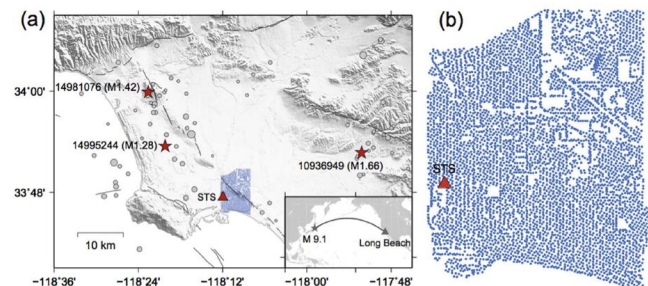 (a)
34°00'
33°48'
14981076 (M1.42)
14995244 (M1.28)
10936949 (M1.66)
STS
10 km
M 9.1
Long Beach
−118°36'
−118°24'
−118°12'
−118°00'
−117°48'
(b)
STS